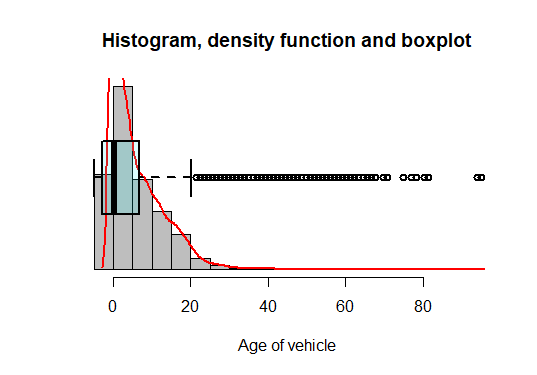 Histogram, density function and boxplot
0 20 40 60 80
Age of vehicle